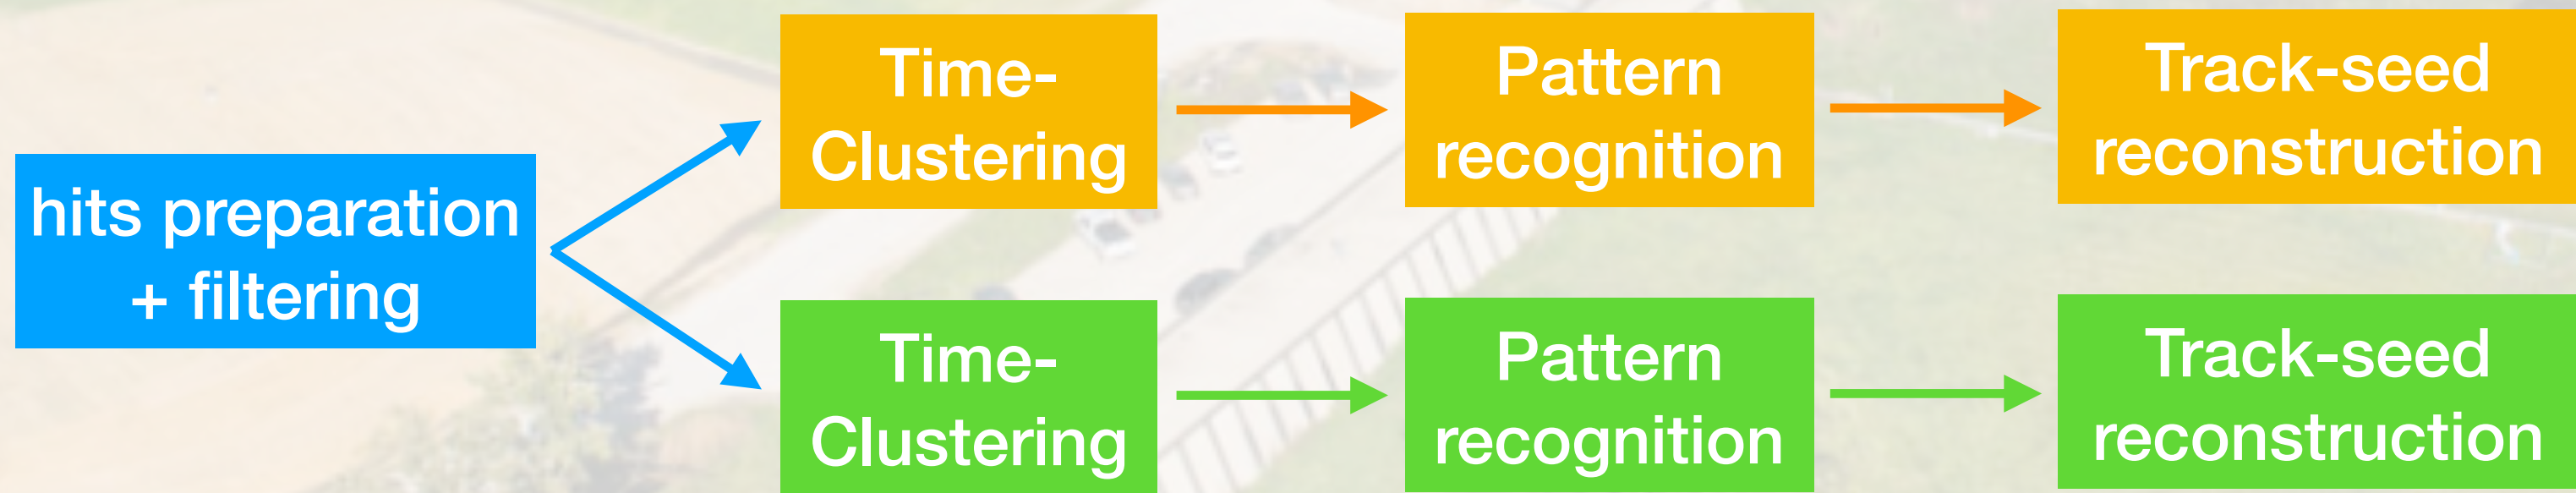 hits preparation
+ filtering
Time-
Clustering
Pattern
recognition
Track-seed
reconstruction
Time-
Clustering
Pattern
recognition
Track-seed
reconstruction